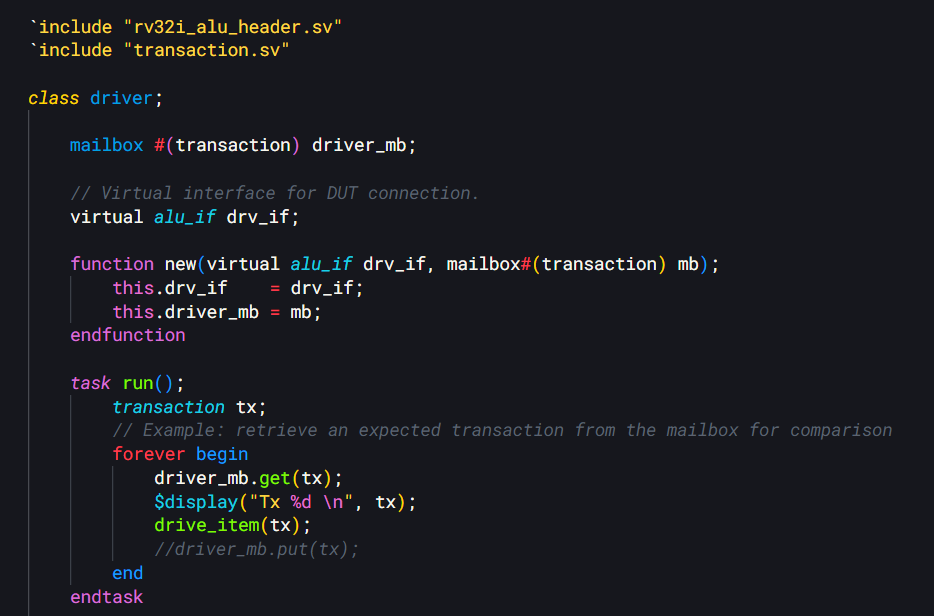 `include "rv32i_alu_header.sv"
`include "transaction.sv"
class driver;
mailbox #(transaction) driver_mb;
// Virtual interface for DUT connection.
virtual alu_if drv_if;
function new(virtual alu_if drv_if, mailbox#(transaction) mb);
this.drv_if    = drv_if;
this.driver_mb = mb;
endfunction
task run();
transaction tx;
// Example: retrieve an expected transaction from the mailbox for comparison
forever begin
driver_mb.get(tx);
$display("Tx %d \n", tx);
drive_item(tx);
//driver_mb.put(tx);
end
endtask